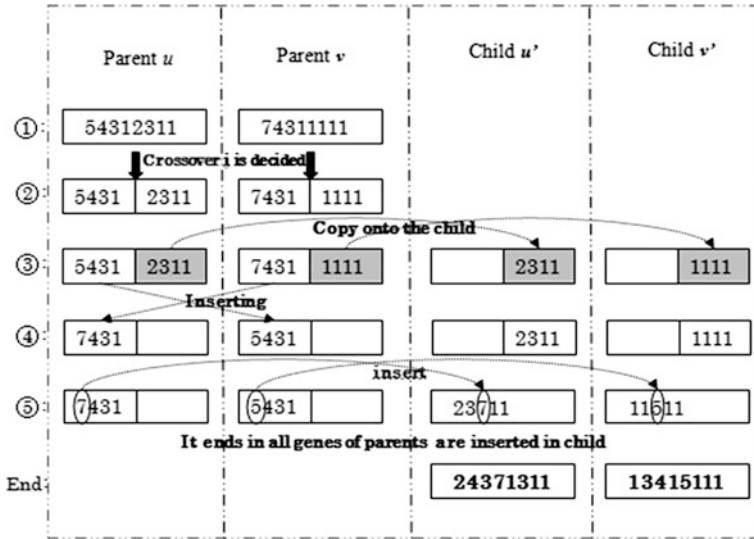 Parent u Parent v Child u’ Child v’
①: 54312311 74311111
Crossover i is decided
②: 5431 2311 7431 1111
Copy onto the child
③: 5431 2311 7431 1111 2311 1111
Inserting
④: 7431 5431 2311 1111
insert
⑤: 7431 5431 23711 11511
It ends in all genes of parents are inserted in child
End: 24371311 13415111